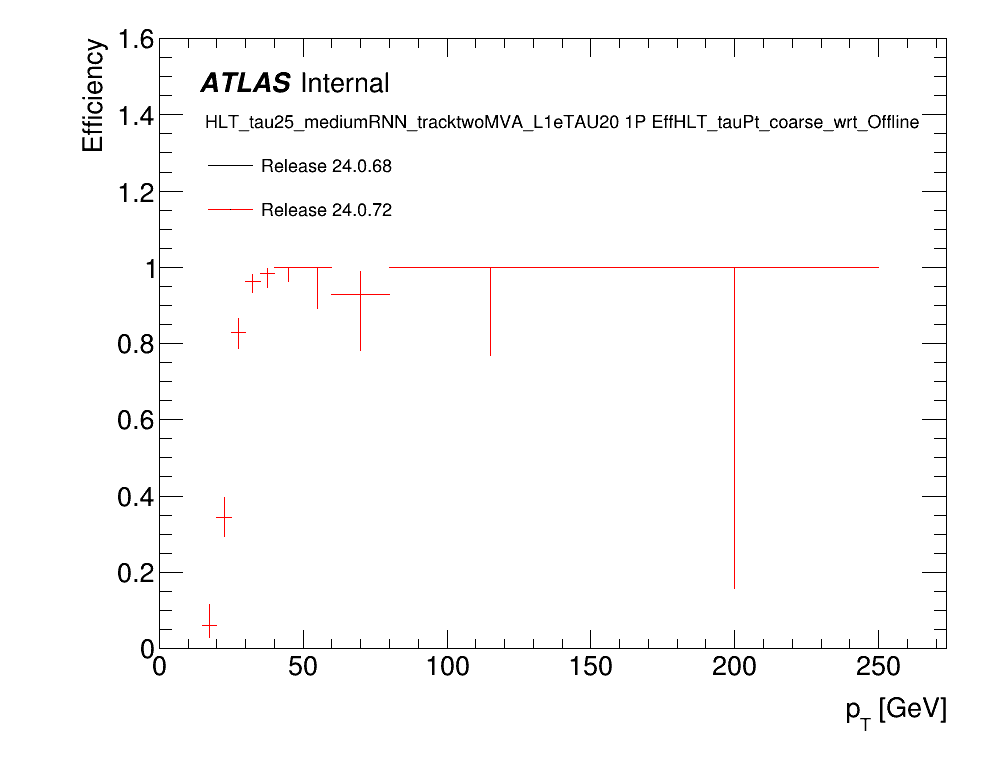 Efficiency
1.6
1.4
1.2
1
0.8
0.6
0.4
0.2
0
ATLAS Internal
HLT_tau25_mediumRNN_tracktwoMVA_L1eTAU20 1P EffHLT_tauPt_coarse_wrt_Offline
Release 24.0.68
Release 24.0.72
0 50 100 150 200 250
p_T [GeV]